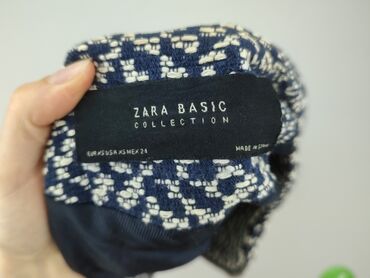 ZARA BASIC
COLLECTION
EUR XS USA XS MEX 24
MADE IN SPAIN